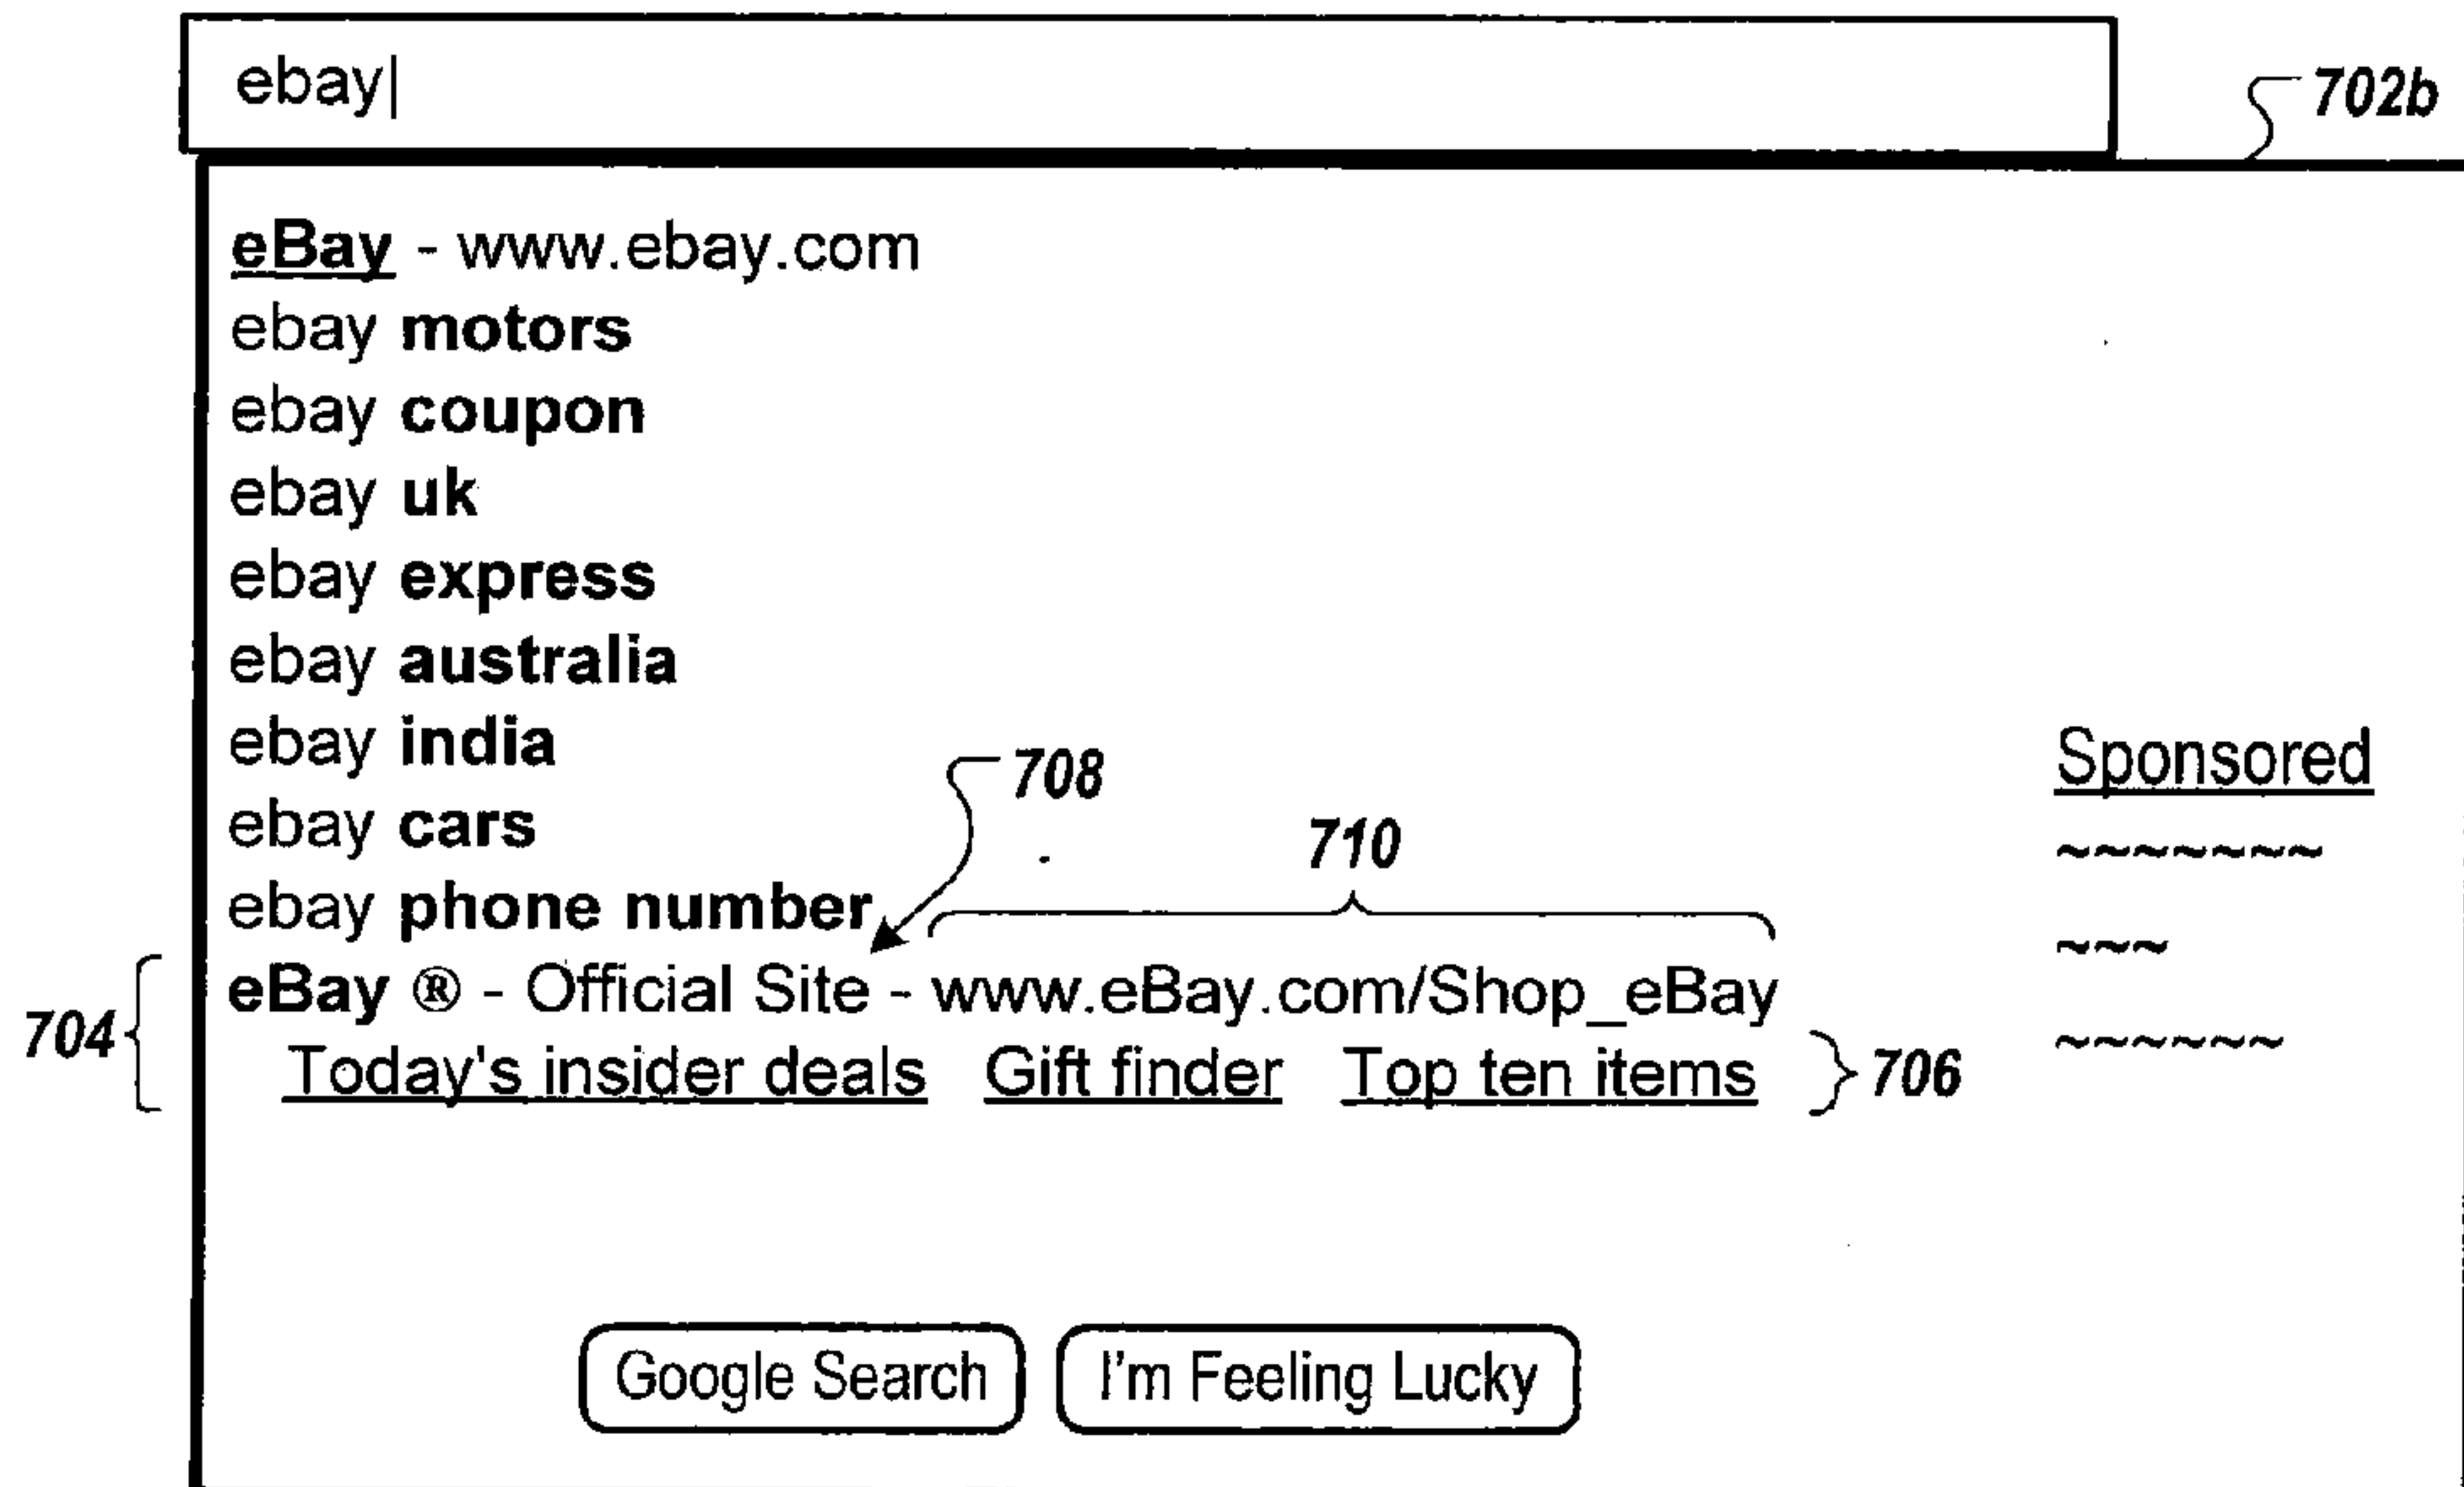 ebay|
702b
eBay - www.ebay.com
ebay motors
ebay coupon
ebay uk
ebay express
ebay australia
ebay india
ebay cars
ebay phone number
708
710
Sponsored
~~~~~~~
~~~
~~~~~~
704
eBay ® - Official Site - www.eBay.com/Shop_eBay
Today's insider deals Gift finder Top ten items
706
Google Search
I'm Feeling Lucky